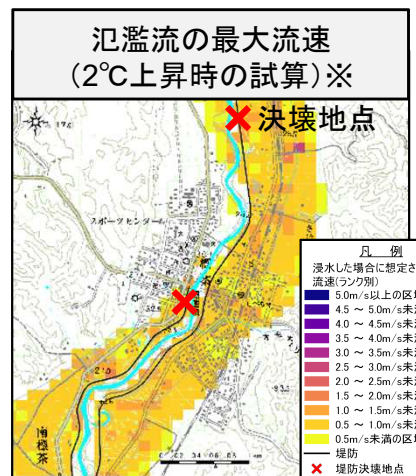 氾濫流の最大流速
(2℃上昇時の試算)※
決壊地点
スポーツセンター
凡 例
浸水した場合に想定さ
流速(ランク別)
5.0m/s以上の区
4.5 ～ 5.0m/s未
4.0 ～ 4.5m/s未
3.5 ～ 4.0m/s未
3.0 ～ 3.5m/s未
2.5 ～ 3.0m/s未
2.0 ～ 2.5m/s未
1.5 ～ 2.0m/s未
1.0 ～ 1.5m/s未
0.5 ～ 1.0m/s未
0.5m/s未満の区
堤防
堤防決壊地点
南標茶